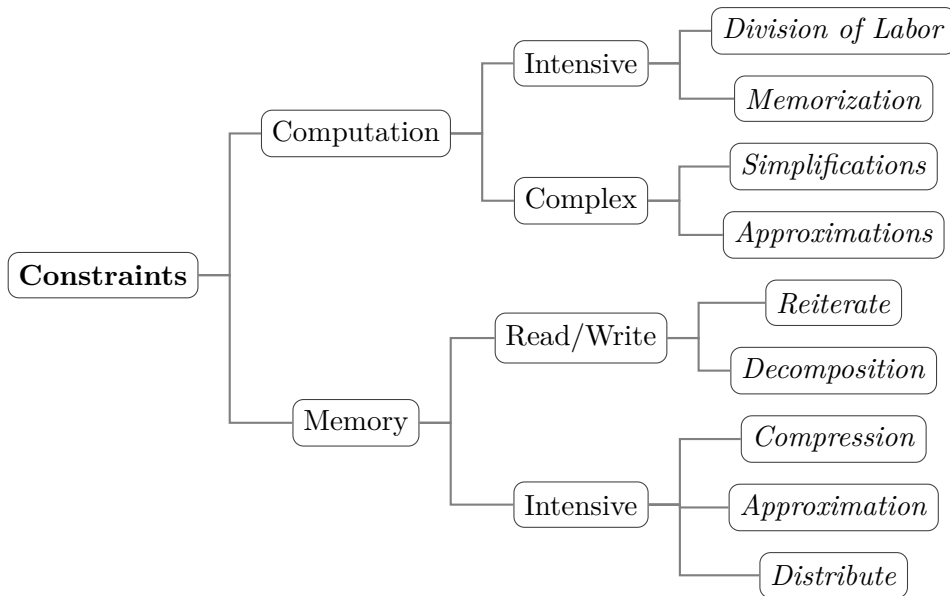 Division of Labor
Intensive
Memorization
Computation
Simplifications
Complex
Approximations
Constraints
Reiterate
Read/Write
Decomposition
Memory
Compression
Intensive
Approximation
Distribute